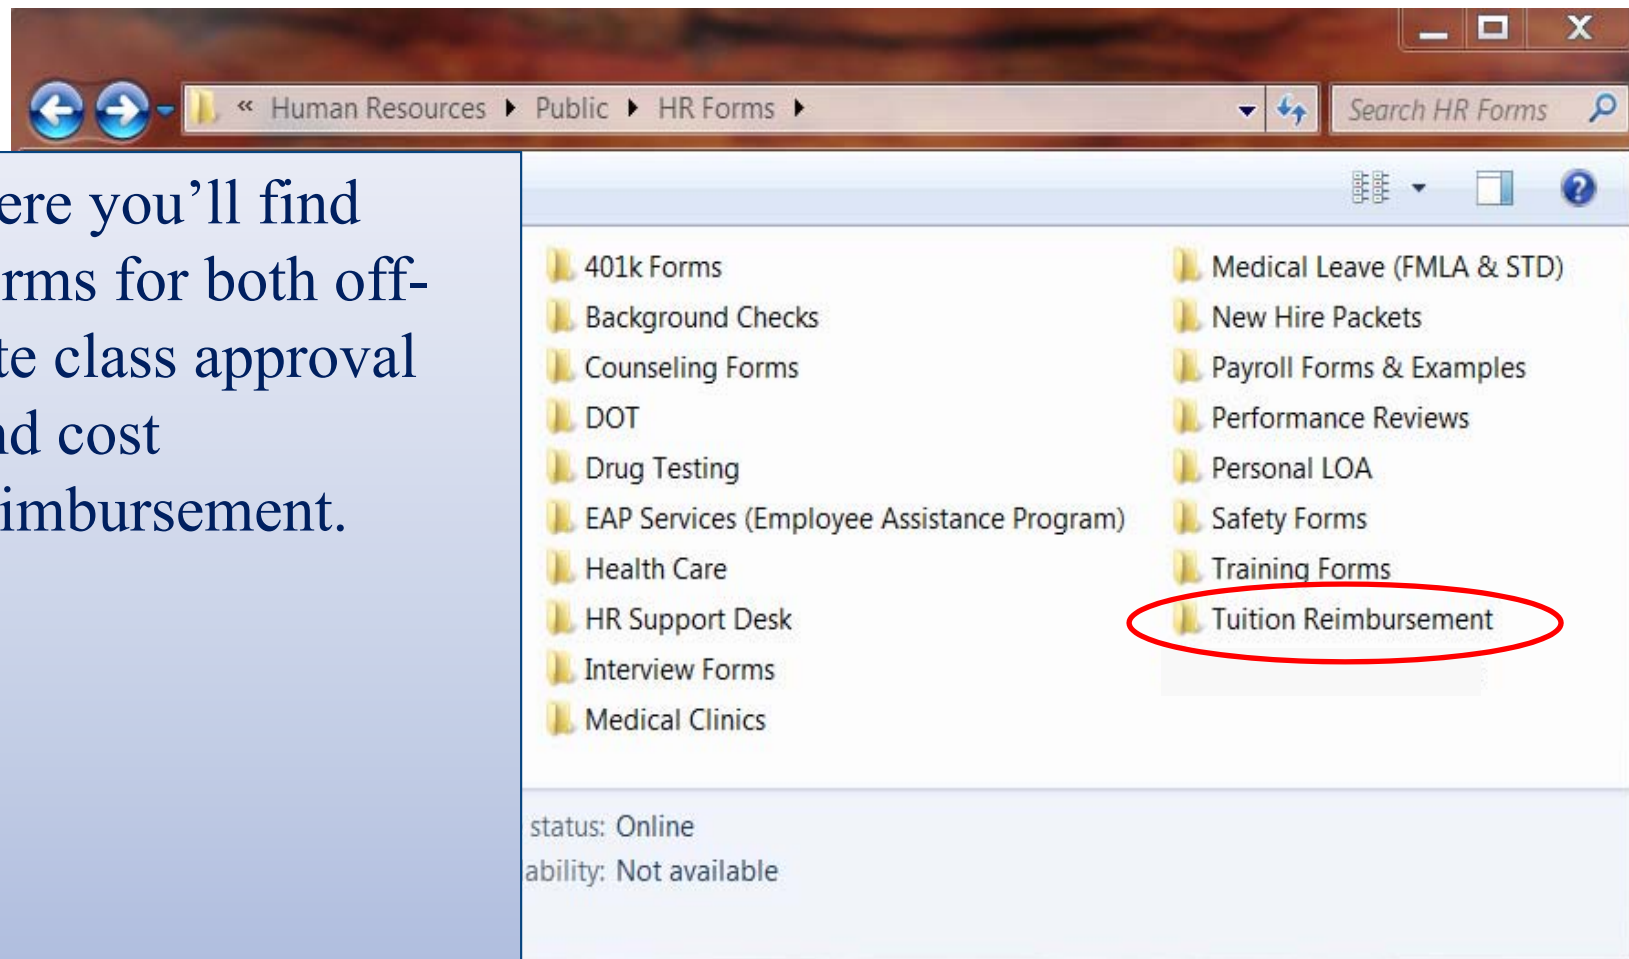 « Human Resources ▸ Public ▸ HR Forms ▸
Search HR Forms
ere you’ll find
rms for both off-
te class approval
nd cost
imbursement.
401k Forms
Background Checks
Counseling Forms
DOT
Drug Testing
EAP Services (Employee Assistance Program)
Health Care
HR Support Desk
Interview Forms
Medical Clinics
Medical Leave (FMLA & STD)
New Hire Packets
Payroll Forms & Examples
Performance Reviews
Personal LOA
Safety Forms
Training Forms
Tuition Reimbursement
status: Online
ability: Not available